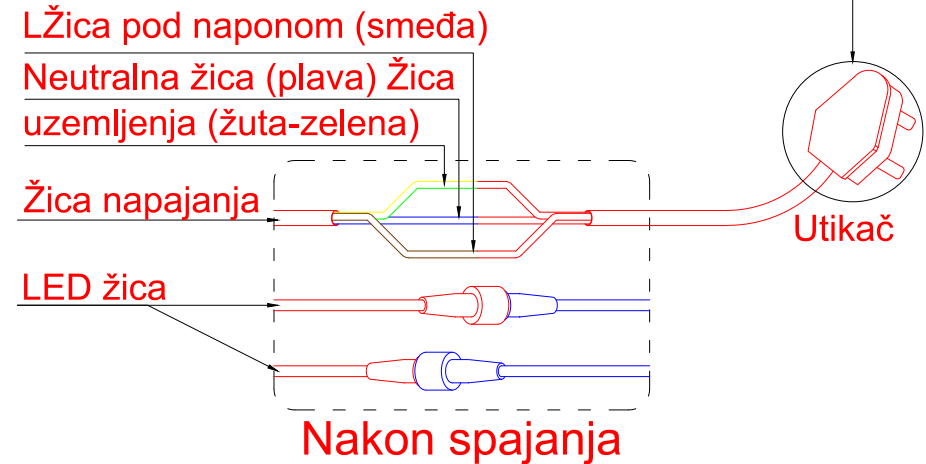 LŽica pod naponom (smeđa)
Neutralna žica (plava) Žica
uzemljenja (žuta-zelena)
Žica napajanja
Utikač
LED žica
Nakon spajanja